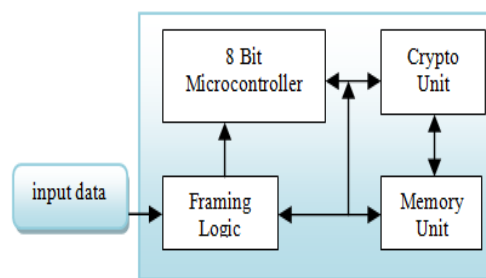 8 Bit
Microcontroller
Crypto
Unit
input data
Framing
Logic
Memory
Unit